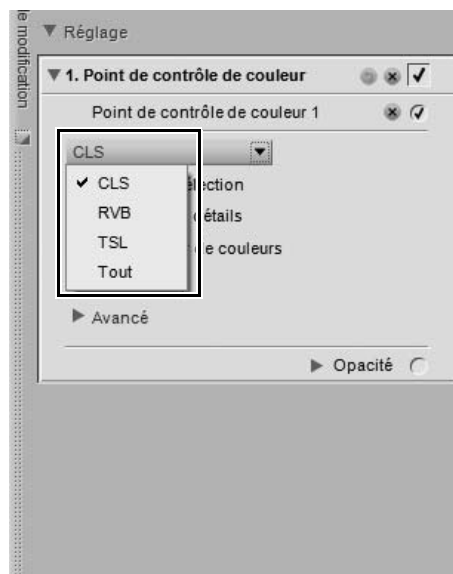 le modification
Réglage
1. Point de contrôle de couleur
Point de contrôle de couleur 1
CLS
CLS
élection
RVB
détails
TSL
e couleurs
Tout
Avancé
Opacité